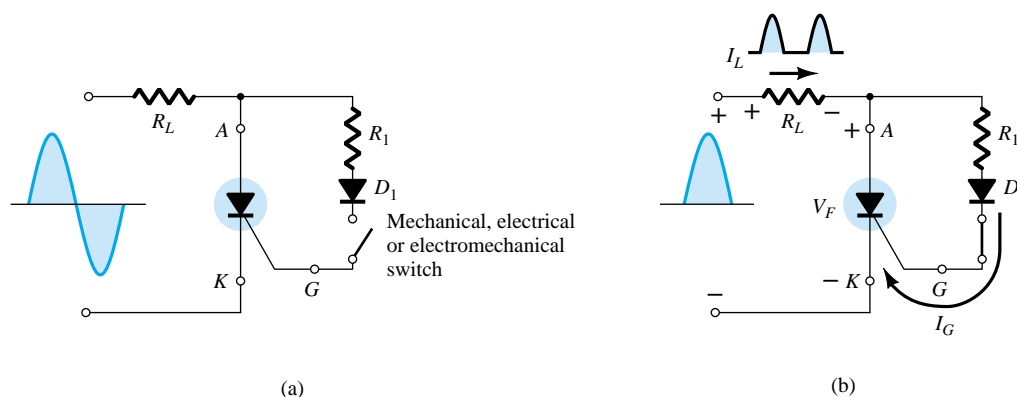 R_L
A
R_1
D_1
Mechanical, electrical
or electromechanical
switch
K
G
(a)
I_L
+
+
R_L
−
+
A
R_1
D
V_F
−
K
G
−
I_G
(b)